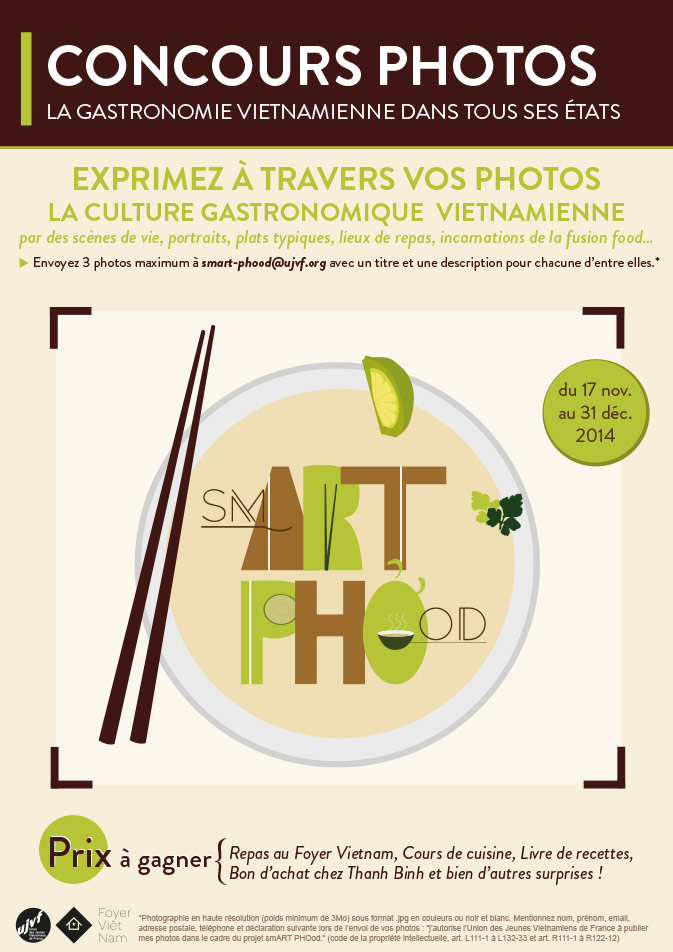 CONCOURS PHOTOS
LA GASTRONOMIE VIETNAMIENNE DANS TOUS SES ÉTATS
EXPRIMEZ À TRAVERS VOS PHOTOS
LA CULTURE GASTRONOMIQUE VIETNAMIENNE
par des scènes de vie, portraits, plats typiques, lieux de repas, incarnations de la fusion food...
Envoyez 3 photos maximum à smart-phood@ujvf.org avec un titre et une description pour chacune d'entre elles.*
du 17 nov.
au 31 déc.
2014
SMART
PHOOD
Prix à gagner
Repas au Foyer Vietnam, Cours de cuisine, Livre de recettes,
Bon d'achat chez Thanh Binh et bien d'autres surprises !
ujvf
Foyer
Viêt
Nam
*Photographie en haute résolution (poids minimum de 3Mo) sous format .jpg en couleurs ou noir et blanc. Mentionnez nom, prénom, email,
adresse postale, téléphone et déclaration suivante lors de l'envoi de vos photos : "j'autorise l'Union des Jeunes Vietnamiens de France à publier
mes photos dans le cadre du projet smART PHOod." (code de la propriété intellectuelle, art. L111-1 à L132-33 et art. R111-1 à R122-12)